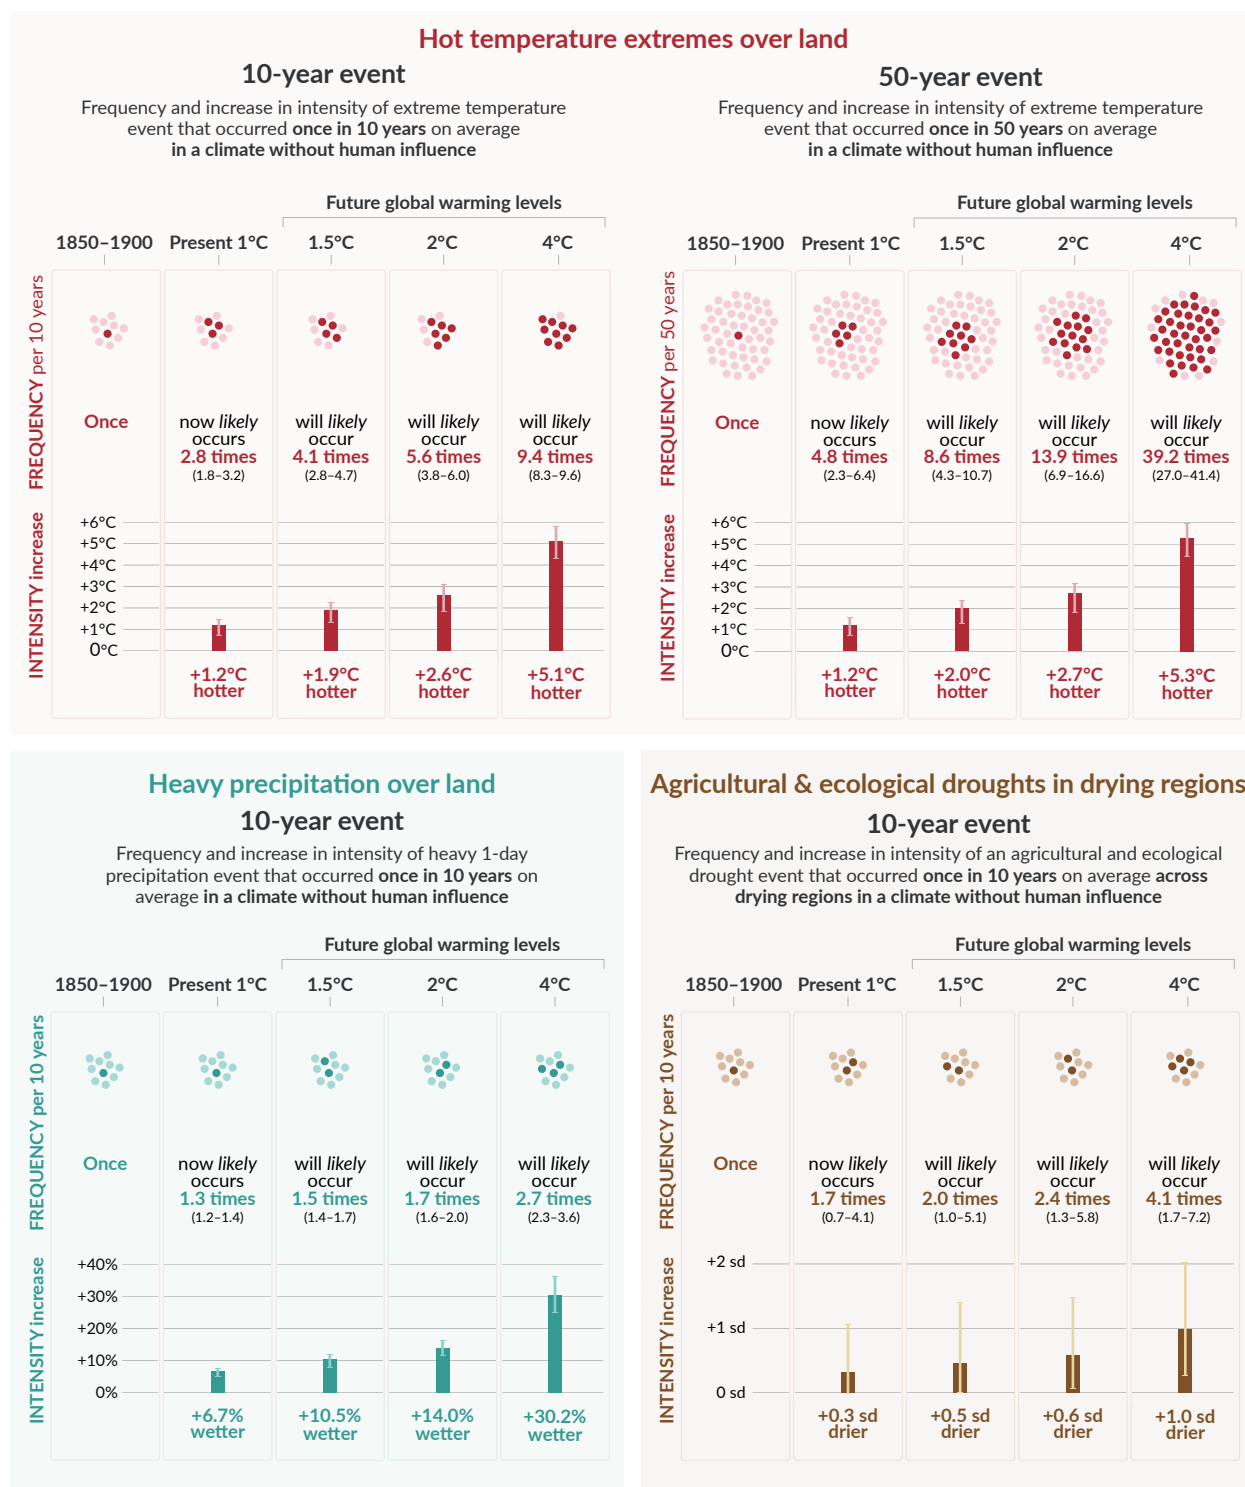 Hot temperature extremes over land
10-year event
Frequency and increase in intensity of extreme temperature
event that occurred once in 10 years on average
in a climate without human influence
Future global warming levels
1850–1900 Present 1°C 1.5°C 2°C 4°C
FREQUENCY per 10 years
Once
now likely occurs 2.8 times (1.8–3.2)
will likely occur 4.1 times (2.8–4.7)
will likely occur 5.6 times (3.8–6.0)
will likely occur 9.4 times (8.3–9.6)
INTENSITY increase
+6°C
+5°C
+4°C
+3°C
+2°C
+1°C
0°C
+1.2°C hotter
+1.9°C hotter
+2.6°C hotter
+5.1°C hotter
50-year event
Frequency and increase in intensity of extreme temperature
event that occurred once in 50 years on average
in a climate without human influence
Future global warming levels
1850–1900 Present 1°C 1.5°C 2°C 4°C
FREQUENCY per 50 years
Once
now likely occurs 4.8 times (2.3–6.4)
will likely occur 8.6 times (4.3–10.7)
will likely occur 13.9 times (6.9–16.6)
will likely occur 39.2 times (27.0–41.4)
INTENSITY increase
+6°C
+5°C
+4°C
+3°C
+2°C
+1°C
0°C
+1.2°C hotter
+2.0°C hotter
+2.7°C hotter
+5.3°C hotter
Heavy precipitation over land
10-year event
Frequency and increase in intensity of heavy 1-day
precipitation event that occurred once in 10 years on
average in a climate without human influence
Future global warming levels
1850–1900 Present 1°C 1.5°C 2°C 4°C
FREQUENCY per 10 years
Once
now likely occurs 1.3 times (1.2–1.4)
will likely occur 1.5 times (1.4–1.7)
will likely occur 1.7 times (1.6–2.0)
will likely occur 2.7 times (2.3–3.6)
INTENSITY increase
+40%
+30%
+20%
+10%
0%
+6.7% wetter
+10.5% wetter
+14.0% wetter
+30.2% wetter
Agricultural & ecological droughts in drying regions
10-year event
Frequency and increase in intensity of an agricultural and ecological
drought event that occurred once in 10 years on average across
drying regions in a climate without human influence
Future global warming levels
1850–1900 Present 1°C 1.5°C 2°C 4°C
FREQUENCY per 10 years
Once
now likely occurs 1.7 times (0.7–4.1)
will likely occur 2.0 times (1.0–5.1)
will likely occur 2.4 times (1.3–5.8)
will likely occur 4.1 times (1.7–7.2)
INTENSITY increase
+2 sd
+1 sd
0 sd
+0.3 sd drier
+0.5 sd drier
+0.6 sd drier
+1.0 sd drier